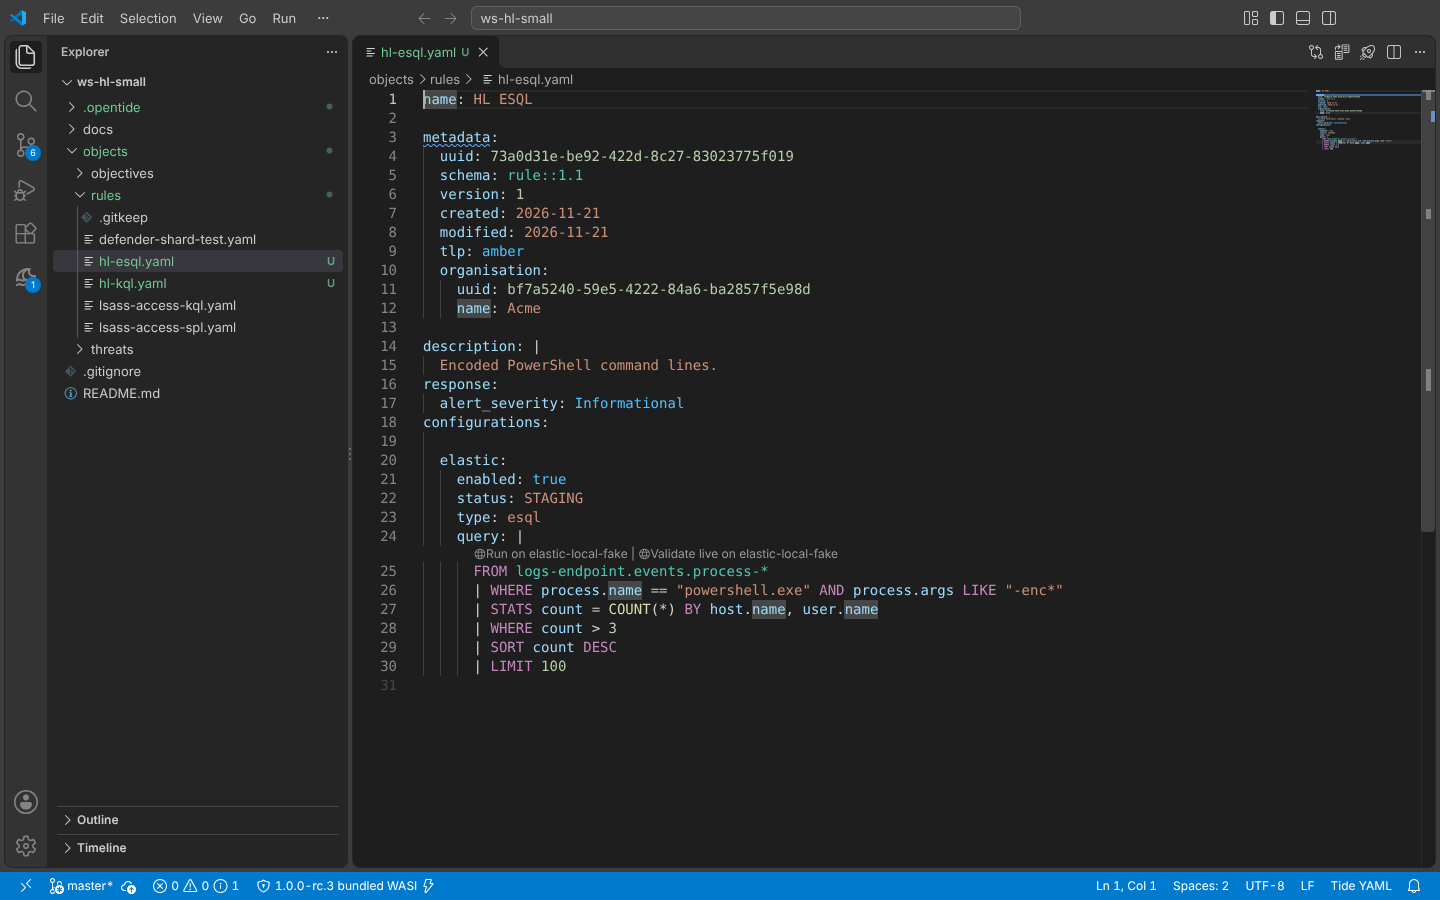 File Edit Selection View Go Run ···
ws-hl-small
Explorer
ws-hl-small
.opentide
docs
objects
objectives
rules
.gitkeep
defender-shard-test.yaml
hl-esql.yaml U
hl-kql.yaml U
lsass-access-kql.yaml
lsass-access-spl.yaml
threats
.gitignore
README.md
Outline
Timeline
6
1
hl-esql.yaml U
objects > rules > hl-esql.yaml
1 name: HL ESQL
2
3 metadata:
4 uuid: 73a0d31e-be92-422d-8c27-83023775f019
5 schema: rule::1.1
6 version: 1
7 created: 2026-11-21
8 modified: 2026-11-21
9 tlp: amber
10 organisation:
11 uuid: bf7a5240-59e5-4222-84a6-ba2857f5e98d
12 name: Acme
13
14 description: |
15 Encoded PowerShell command lines.
16 response:
17 alert_severity: Informational
18 configurations:
19
20 elastic:
21 enabled: true
22 status: STAGING
23 type: esql
24 query: |
Run on elastic-local-fake | Validate live on elastic-local-fake
25 FROM logs-endpoint.events.process-*
26 | WHERE process.name == "powershell.exe" AND process.args LIKE "-enc*"
27 | STATS count = COUNT(*) BY host.name, user.name
28 | WHERE count > 3
29 | SORT count DESC
30 | LIMIT 100
31
master* 0 0 1 1.0.0-rc.3 bundled WASI
Ln 1, Col 1 Spaces: 2 UTF-8 LF Tide YAML